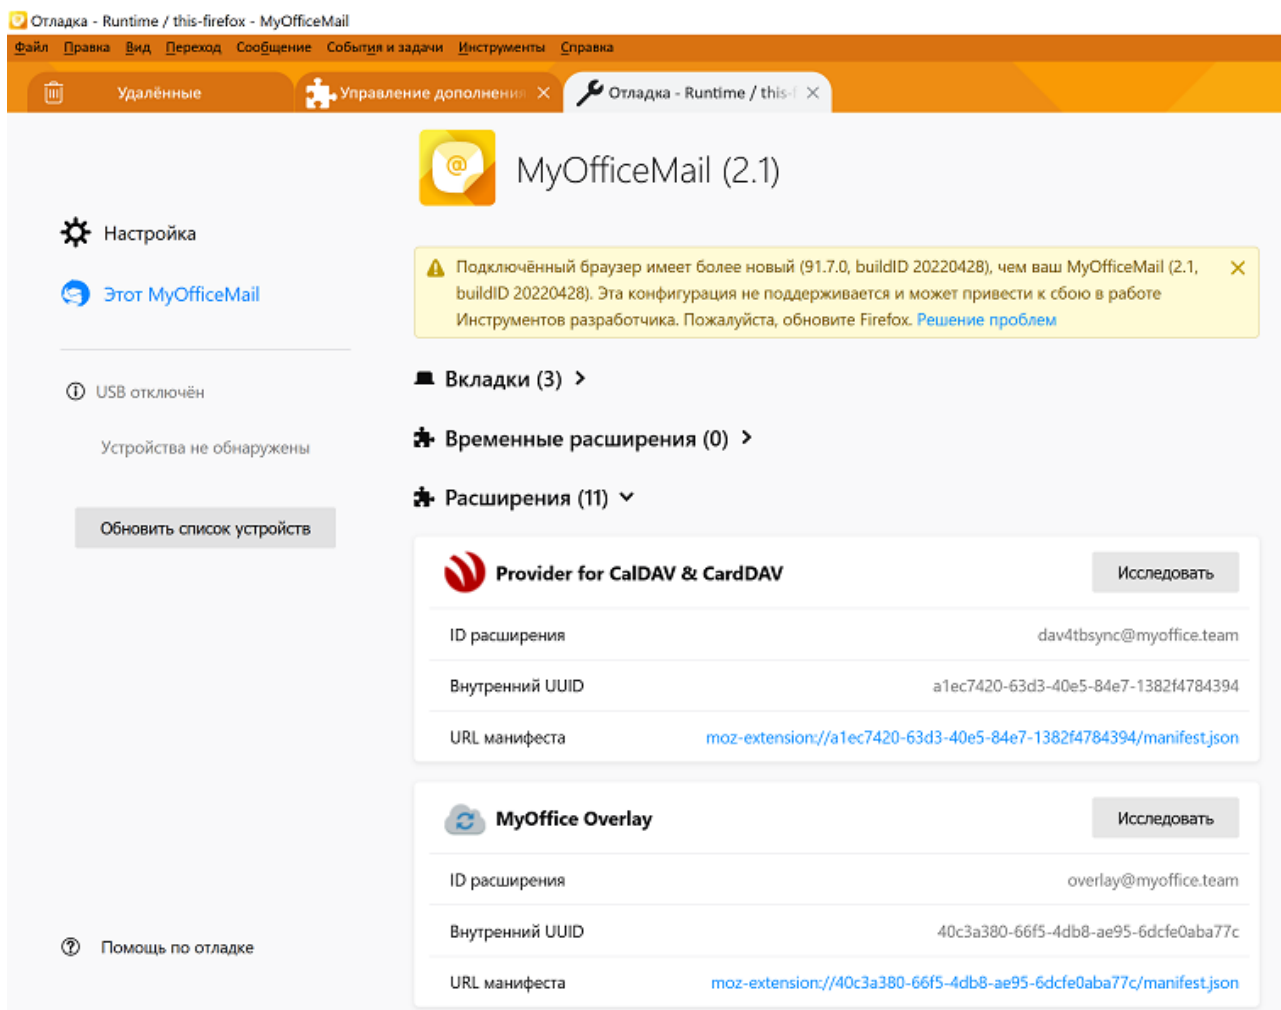 Отладка - Runtime / this-firefox - MyOfficeMail
Файл Правка Вид Переход Сообщение События и задачи Инструменты Справка
Удалённые
Управление дополнения
Отладка - Runtime / this-f
MyOfficeMail (2.1)
Настройка
Этот MyOfficeMail
USB отключён
Устройства не обнаружены
Обновить список устройств
Помощь по отладке
Подключённый браузер имеет более новый (91.7.0, buildID 20220428), чем ваш MyOfficeMail (2.1,
buildID 20220428). Эта конфигурация не поддерживается и может привести к сбою в работе
Инструментов разработчика. Пожалуйста, обновите Firefox. Решение проблем
Вкладки (3)
Временные расширения (0)
Расширения (11)
Provider for CalDAV & CardDAV
Исследовать
ID расширения
dav4tbsync@myoffice.team
Внутренний UUID
a1ec7420-63d3-40e5-84e7-1382f4784394
URL манифеста
moz-extension://a1ec7420-63d3-40e5-84e7-1382f4784394/manifest.json
MyOffice Overlay
Исследовать
ID расширения
overlay@myoffice.team
Внутренний UUID
40c3a380-66f5-4db8-ae95-6dcfe0aba77c
URL манифеста
moz-extension://40c3a380-66f5-4db8-ae95-6dcfe0aba77c/manifest.json